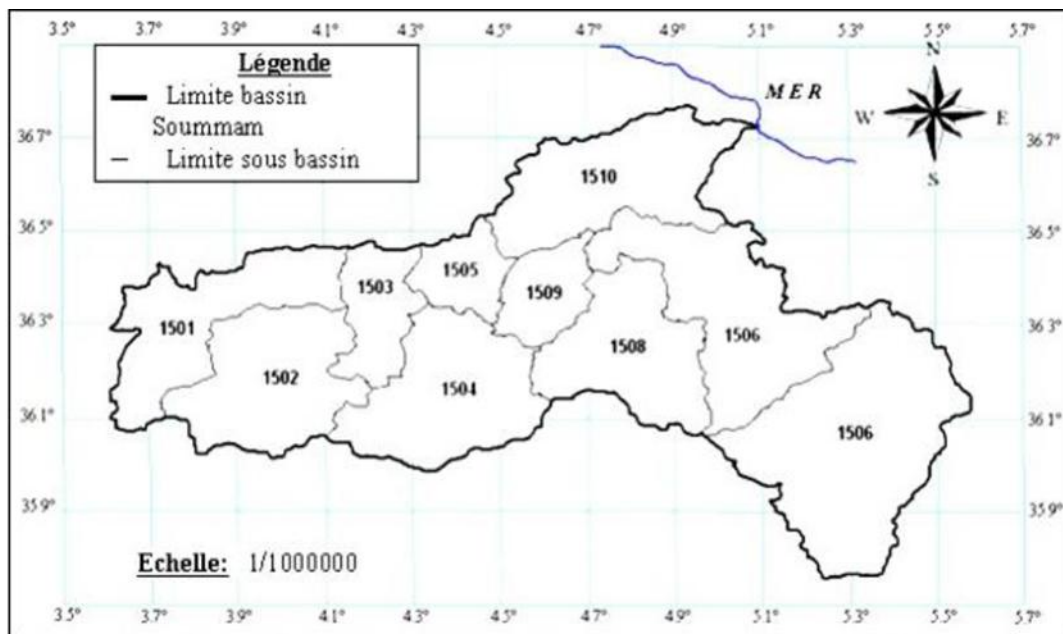 3.5° 3.7° 3.9° 4.1° 4.3° 4.5° 4.7° 4.9° 5.1° 5.3° 5.5° 5.7°
Légende
Limite bassin
Soummam
Limite sous bassin
MER
N
W E
S
36.7° 36.7°
1510
36.5° 36.5°
1505
1503
1509
36.3° 36.3°
1501
1506
1508
1502
1504
36.1° 36.1°
1506
35.9° 35.9°
Echelle: 1/1000000
3.5° 3.7° 3.9° 4.1° 4.3° 4.5° 4.7° 4.9° 5.1° 5.3° 5.5° 5.7°